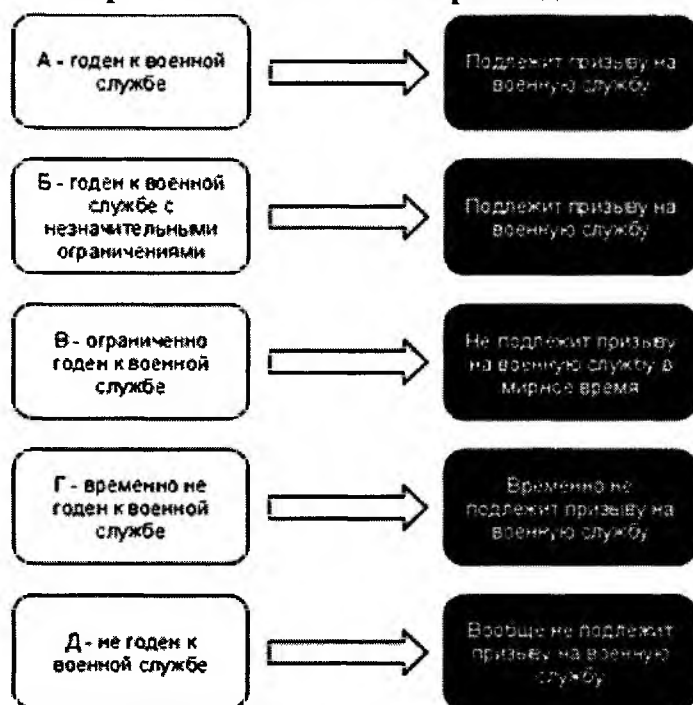 А - годен к военной
службе
Подлежит призыву на
военную службу
Б - годен к военной
службе с
незначительными
ограничениями
Подлежит призыву на
военную службу
В - ограниченно
годен к военной
службе
Не подлежит призыву
на военную службу в
мирное время
Г - временно не
годен к военной
службе
Временно не
подлежит призыву на
военную службу
Д - не годен к
военной службе
Вообще не подлежит
призыву на военную
службу